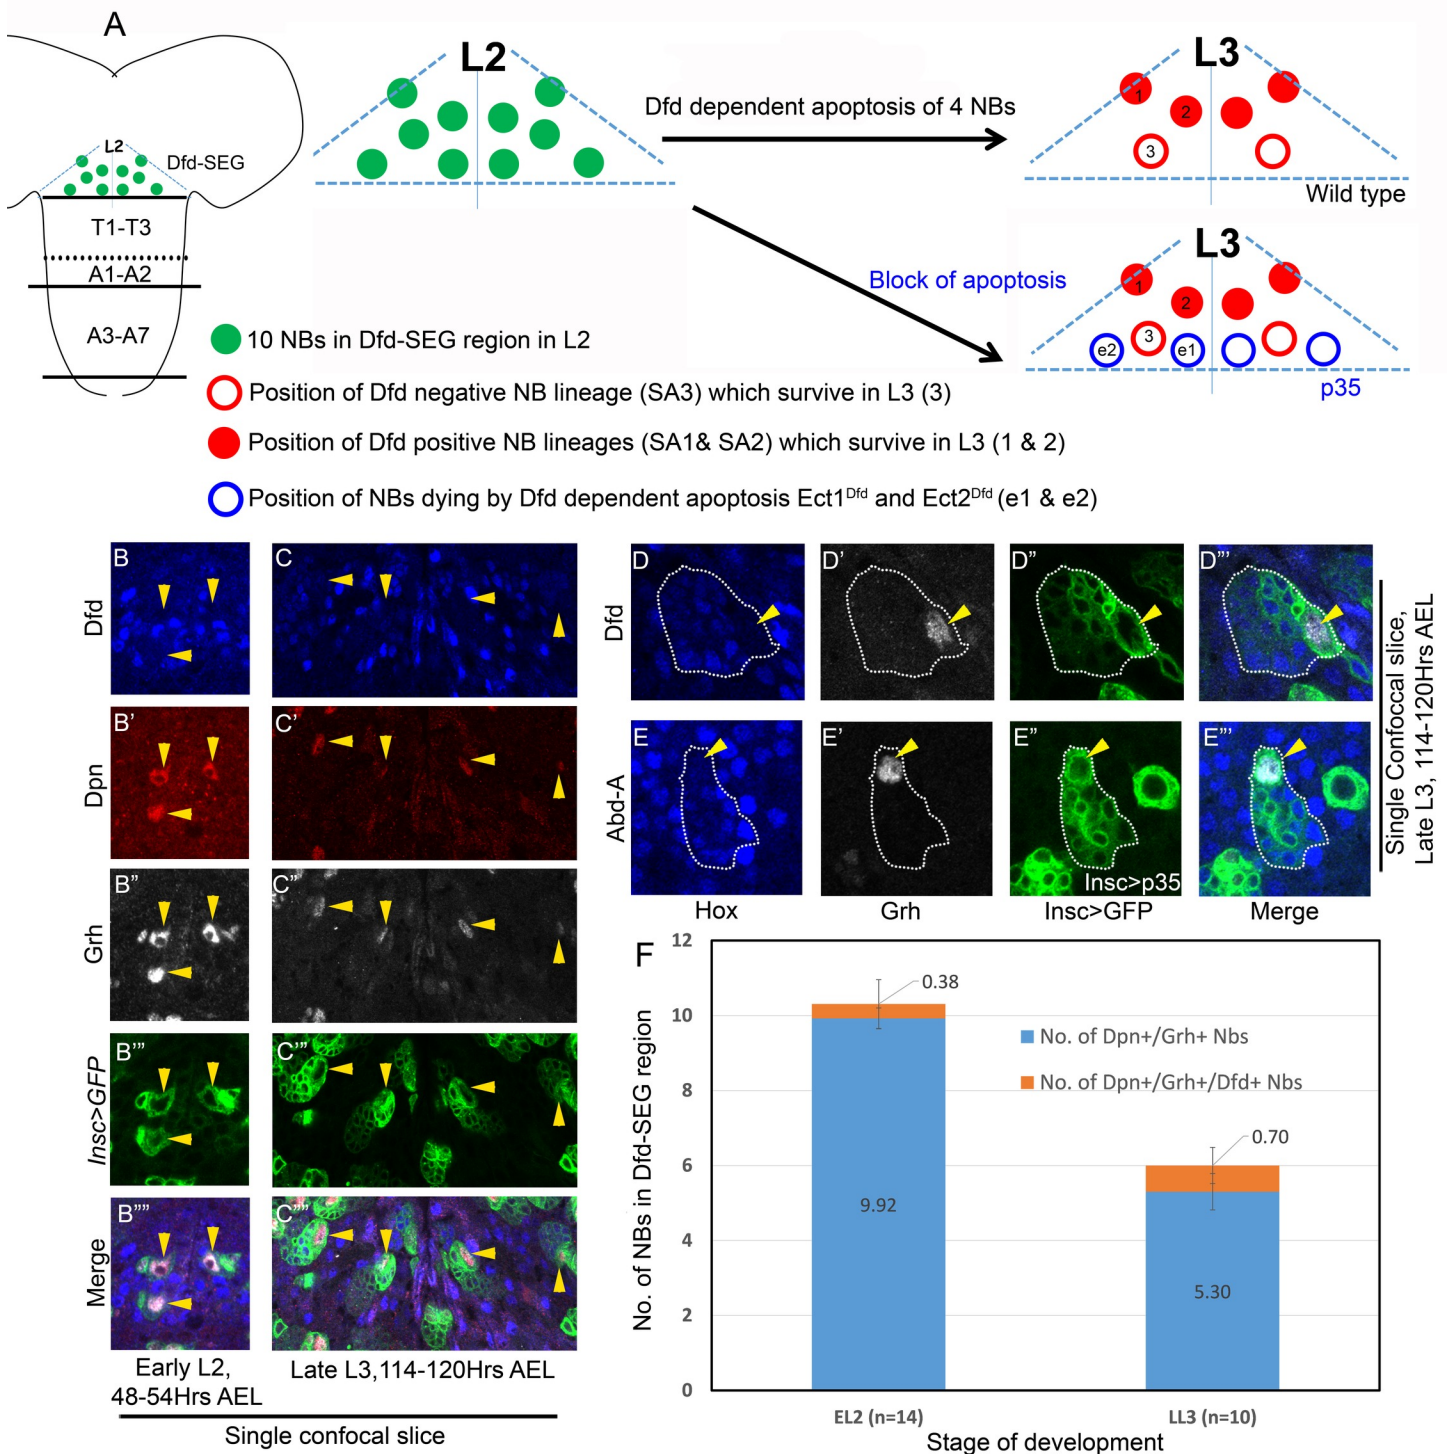 A
L2
Dfd-SEG
T1-T3
A1-A2
A3-A7
L2
Dfd dependent apoptosis of 4 NBs
L3
1
2
3
Wild type
Block of apoptosis
L3
1
2
3
e2
e1
p35
10 NBs in Dfd-SEG region in L2
Position of Dfd negative NB lineage (SA3) which survive in L3 (3)
Position of Dfd positive NB lineages (SA1& SA2) which survive in L3 (1 & 2)
Position of NBs dying by Dfd dependent apoptosis Ect1Dfd and Ect2Dfd (e1 & e2)
B
C
Dfd
B'
C'
Dpn
B"
C"
Grh
B"'
C"'
Insc>GFP
B""
C""
Merge
Early L2,
48-54Hrs AEL
Late L3,114-120Hrs AEL
Single confocal slice
D
D'
D"
D"'
Dfd
E
E'
E"
E"'
Abd-A
Insc>p35
Hox
Grh
Insc>GFP
Merge
Single Confoccal slice,
Late L3, 114-120Hrs AEL
F
No. of NBs in Dfd-SEG region
12
10
8
6
4
2
0
0.38
9.92
0.70
5.30
No. of Dpn+/Grh+ Nbs
No. of Dpn+/Grh+/Dfd+ Nbs
EL2 (n=14)
LL3 (n=10)
Stage of development